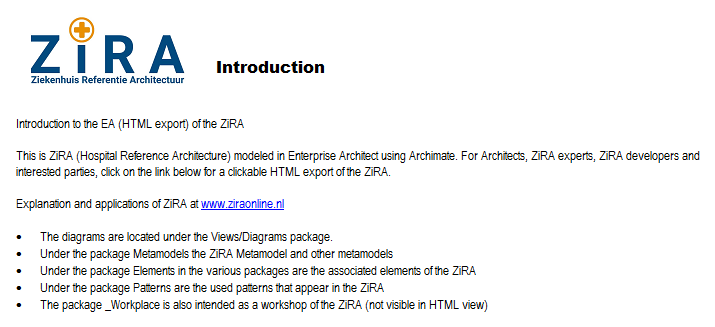 ZiRA
Ziekenhuis Referentie Architectuur
Introduction
Introduction to the EA (HTML export) of the ZiRA
This is ZiRA (Hospital Reference Architecture) modeled in Enterprise Architect using Archimate. For Architects, ZiRA experts, ZiRA developers and
interested parties, click on the link below for a clickable HTML export of the ZiRA.
Explanation and applications of ZiRA at www.ziraonline.nl
• The diagrams are located under the Views/Diagrams package.
• Under the package Metamodels the ZiRA Metamodel and other metamodels
• Under the package Elements in the various packages are the associated elements of the ZiRA
• Under the package Patterns are the used patterns that appear in the ZiRA
• The package _Workplace is also intended as a workshop of the ZiRA (not visible in HTML view)